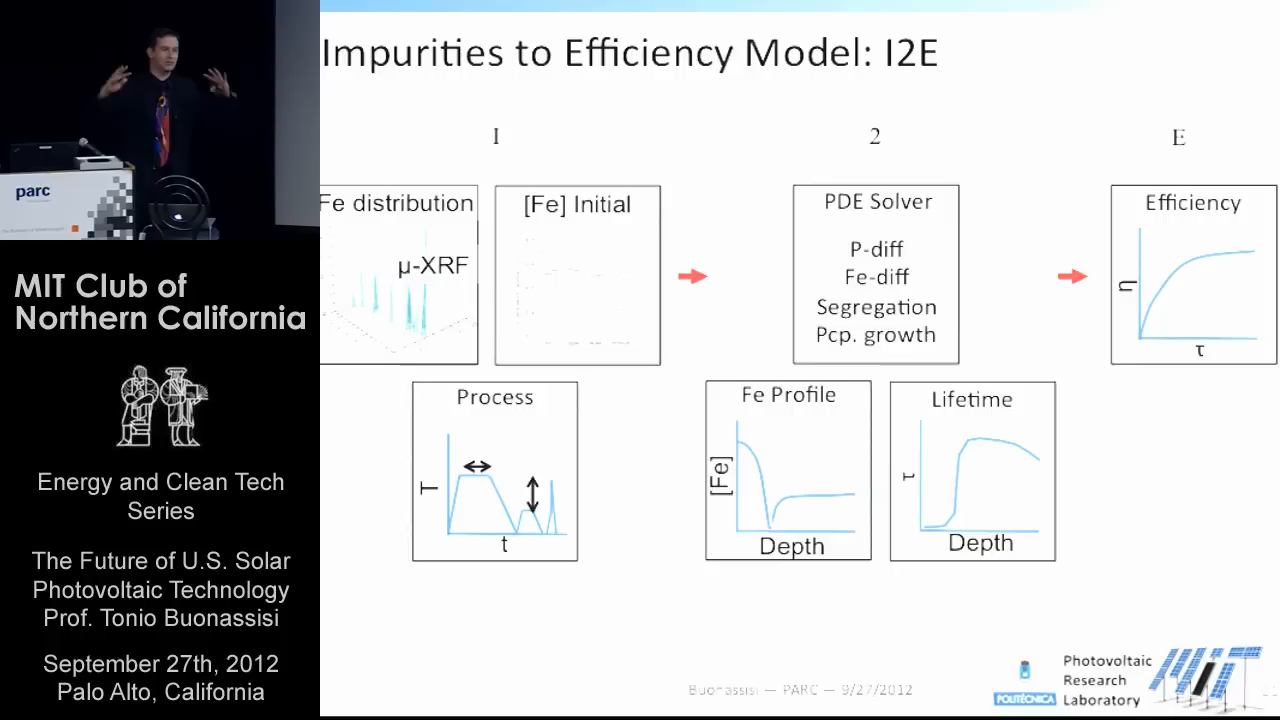 Impurities to Efficiency Model: I2E
I
2
E
Fe distribution
μ-XRF
[Fe] Initial
PDE Solver
P-diff
Fe-diff
Segregation
Pcp. growth
Efficiency
η
τ
Process
T
t
Fe Profile
[Fe]
Depth
Lifetime
τ
Depth
parc
MIT Club of
Northern California
Energy and Clean Tech
Series
The Future of U.S. Solar
Photovoltaic Technology
Prof. Tonio Buonassisi
September 27th, 2012
Palo Alto, California
Buonassisi — PARC — 9/27/2012
POLITÉCNICA
Photovoltaic
Research
Laboratory
MIT